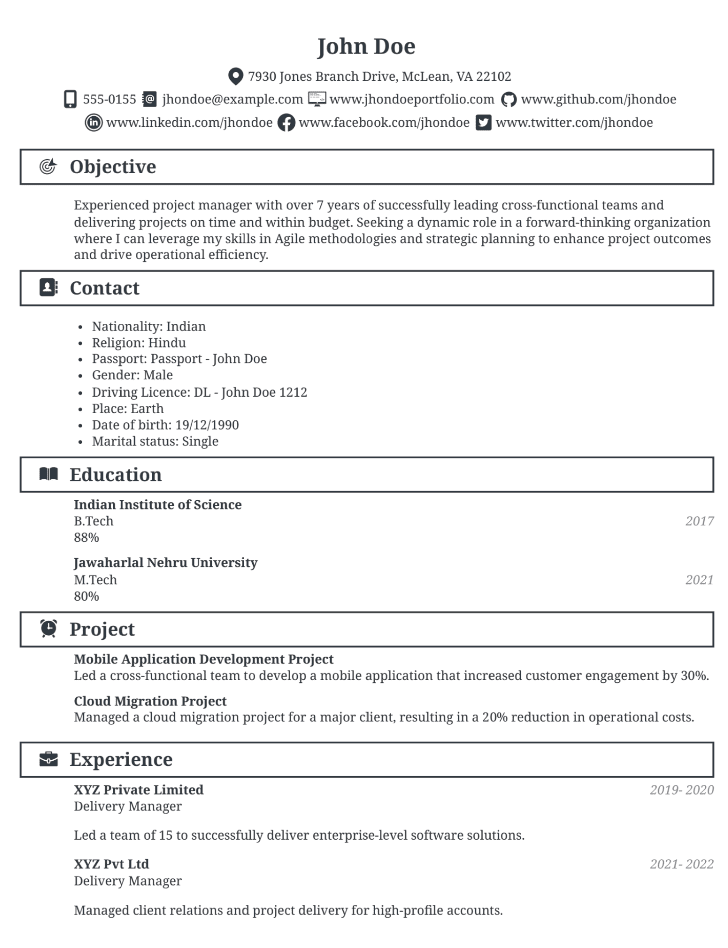 John Doe
7930 Jones Branch Drive, McLean, VA 22102
555-0155 jhondoe@example.com www.jhondoeportfolio.com www.github.com/jhondoe
www.linkedin.com/jhondoe www.facebook.com/jhondoe www.twitter.com/jhondoe
Objective
Experienced project manager with over 7 years of successfully leading cross-functional teams and
delivering projects on time and within budget. Seeking a dynamic role in a forward-thinking organization
where I can leverage my skills in Agile methodologies and strategic planning to enhance project outcomes
and drive operational efficiency.
Contact
• Nationality: Indian
• Religion: Hindu
• Passport: Passport - John Doe
• Gender: Male
• Driving Licence: DL - John Doe 1212
• Place: Earth
• Date of birth: 19/12/1990
• Marital status: Single
Education
Indian Institute of Science
B.Tech 2017
88%
Jawaharlal Nehru University
M.Tech 2021
80%
Project
Mobile Application Development Project
Led a cross-functional team to develop a mobile application that increased customer engagement by 30%.
Cloud Migration Project
Managed a cloud migration project for a major client, resulting in a 20% reduction in operational costs.
Experience
XYZ Private Limited 2019- 2020
Delivery Manager
Led a team of 15 to successfully deliver enterprise-level software solutions.
XYZ Pvt Ltd 2021- 2022
Delivery Manager
Managed client relations and project delivery for high-profile accounts.